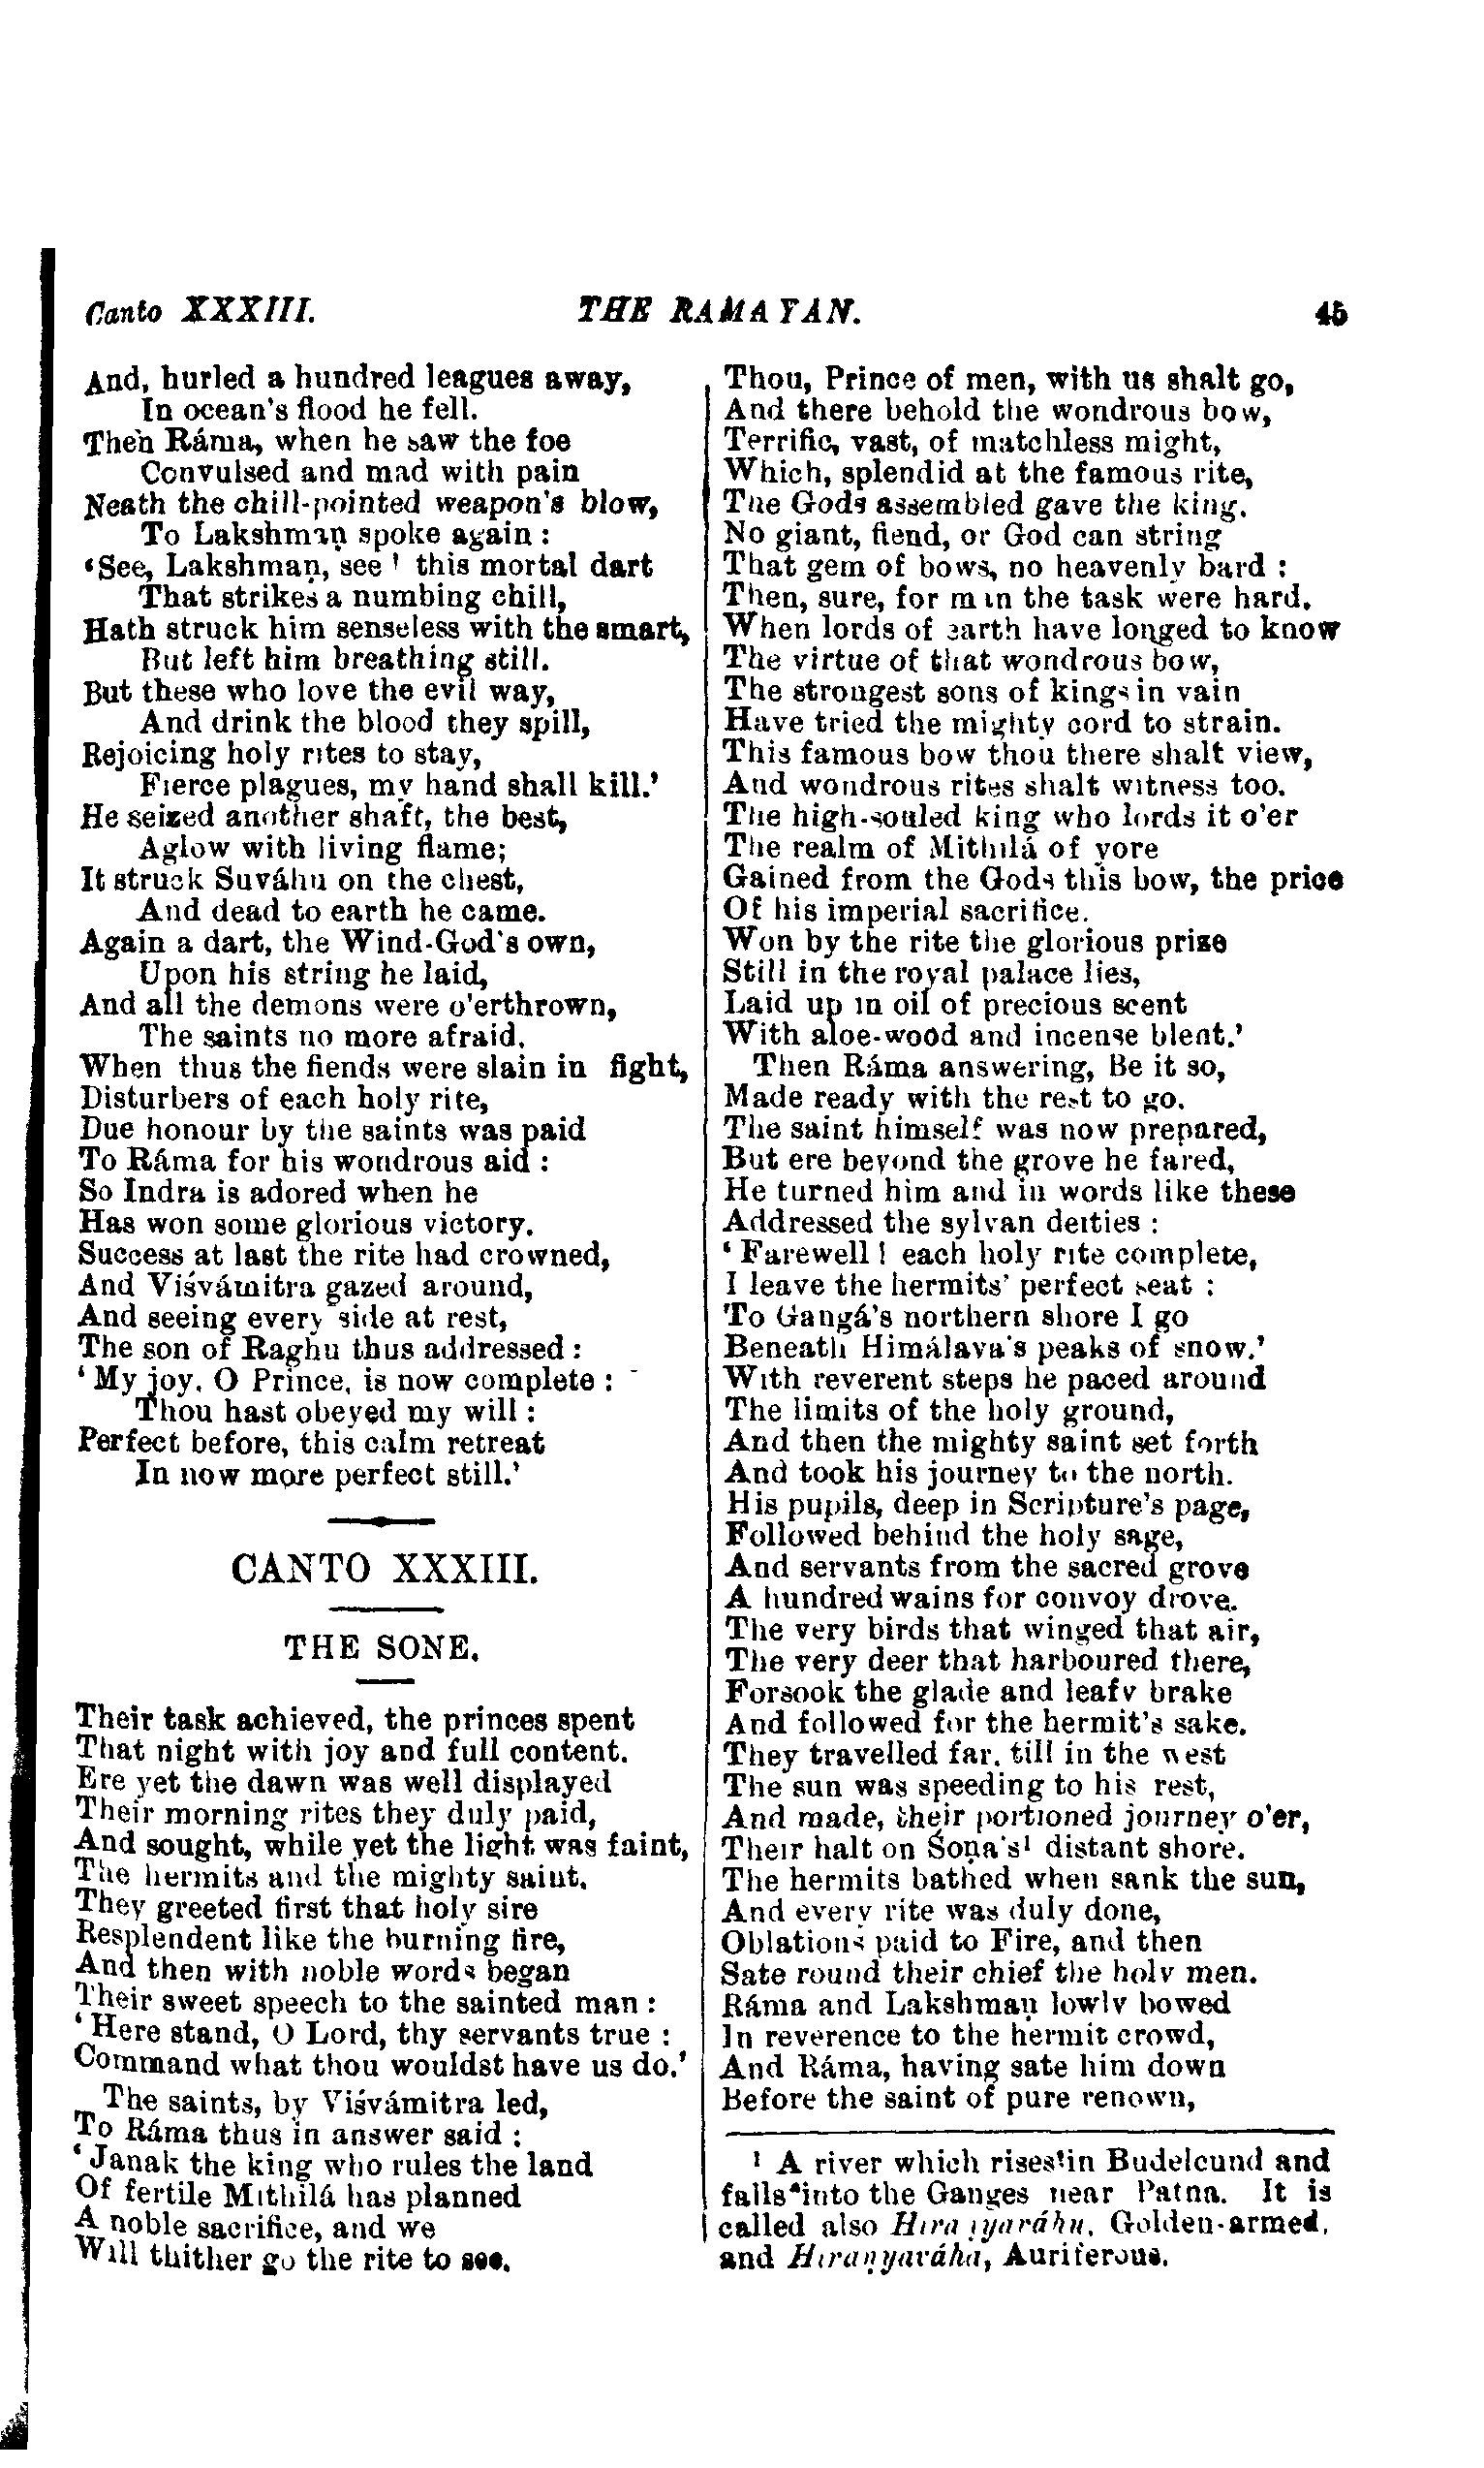 Canto XXXIII. THE RAMAYAN. 45
And, hurled a hundred leagues away,
In ocean's flood he fell.
Then Ráma, when he saw the foe
Convulsed and mad with pain
Neath the chill-pointed weapon's blow,
To Lakshmaṇ spoke again :
‘See, Lakshmaṇ, see ! this mortal dart
That strikes a numbing chill,
Hath struck him senseless with the smart,
But left him breathing still.
But these who love the evil way,
And drink the blood they spill,
Rejoicing holy rites to stay,
Fierce plagues, my hand shall kill.’
He seized another shaft, the best,
Aglow with living flame;
It struck Suváhu on the chest,
And dead to earth he came.
Again a dart, the Wind-God's own,
Upon his string he laid,
And all the demons were o'erthrown,
The saints no more afraid.
When thus the fiends were slain in fight,
Disturbers of each holy rite,
Due honour by the saints was paid
To Ráma for his wondrous aid :
So Indra is adored when he
Has won some glorious victory.
Success at last the rite had crowned,
And Viśvámitra gazed around,
And seeing every side at rest,
The son of Raghu thus addressed :
‘My joy, O Prince, is now complete :
Thou hast obeyed my will :
Perfect before, this calm retreat
In now more perfect still.’
CANTO XXXIII.
THE SONE.
Their task achieved, the princes spent
That night with joy and full content.
Ere yet the dawn was well displayed
Their morning rites they duly paid,
And sought, while yet the light was faint,
The hermits and the mighty saint.
They greeted first that holy sire
Resplendent like the burning fire,
And then with noble words began
Their sweet speech to the sainted man :
‘Here stand, O Lord, thy servants true :
Command what thou wouldst have us do.’
The saints, by Viśvámitra led,
To Ráma thus in answer said :
‘Janak the king who rules the land
Of fertile Mithilá has planned
A noble sacrifice, and we
Will thither go the rite to see.
Thou, Prince of men, with us shalt go,
And there behold the wondrous bow,
Terrific, vast, of matchless might,
Which, splendid at the famous rite,
The Gods assembled gave the king.
No giant, fiend, or God can string
That gem of bows, no heavenly bard :
Then, sure, for man the task were hard.
When lords of earth have longed to know
The virtue of that wondrous bow,
The strongest sons of kings in vain
Have tried the mighty cord to strain.
This famous bow thou there shalt view,
And wondrous rites shalt witness too.
The high-souled king who lords it o'er
The realm of Mithilá of yore
Gained from the Gods this bow, the price
Of his imperial sacrifice.
Won by the rite the glorious prize
Still in the royal palace lies,
Laid up in oil of precious scent
With aloe-wood and incense blent.’
Then Ráma answering, Be it so,
Made ready with the rest to go.
The saint himself was now prepared,
But ere beyond the grove he fared,
He turned him and in words like these
Addressed the sylvan deities :
‘Farewell ! each holy rite complete,
I leave the hermits' perfect seat :
To Gangá's northern shore I go
Beneath Himálaya's peaks of snow.’
With reverent steps he paced around
The limits of the holy ground,
And then the mighty saint set forth
And took his journey to the north.
His pupils, deep in Scripture's page,
Followed behind the holy sage,
And servants from the sacred grove
A hundred wains for convoy drove.
The very birds that winged that air,
The very deer that harboured there,
Forsook the glade and leafy brake
And followed for the hermit's sake.
They travelled far, till in the west
The sun was speeding to his rest,
And made, their portioned journey o'er,
Their halt on Śoṇa's¹ distant shore.
The hermits bathed when sank the sun,
And every rite was duly done,
Oblations paid to Fire, and then
Sate round their chief the holy men.
Ráma and Lakshmaṇ lowly bowed
In reverence to the hermit crowd,
And Ráma, having sate him down
Before the saint of pure renown,
¹ A river which rises in Budelcund and
falls into the Ganges near Patna. It is
called also Hiraṇyaráhu, Golden-armed,
and Hiraṇyaváha, Auriferous.